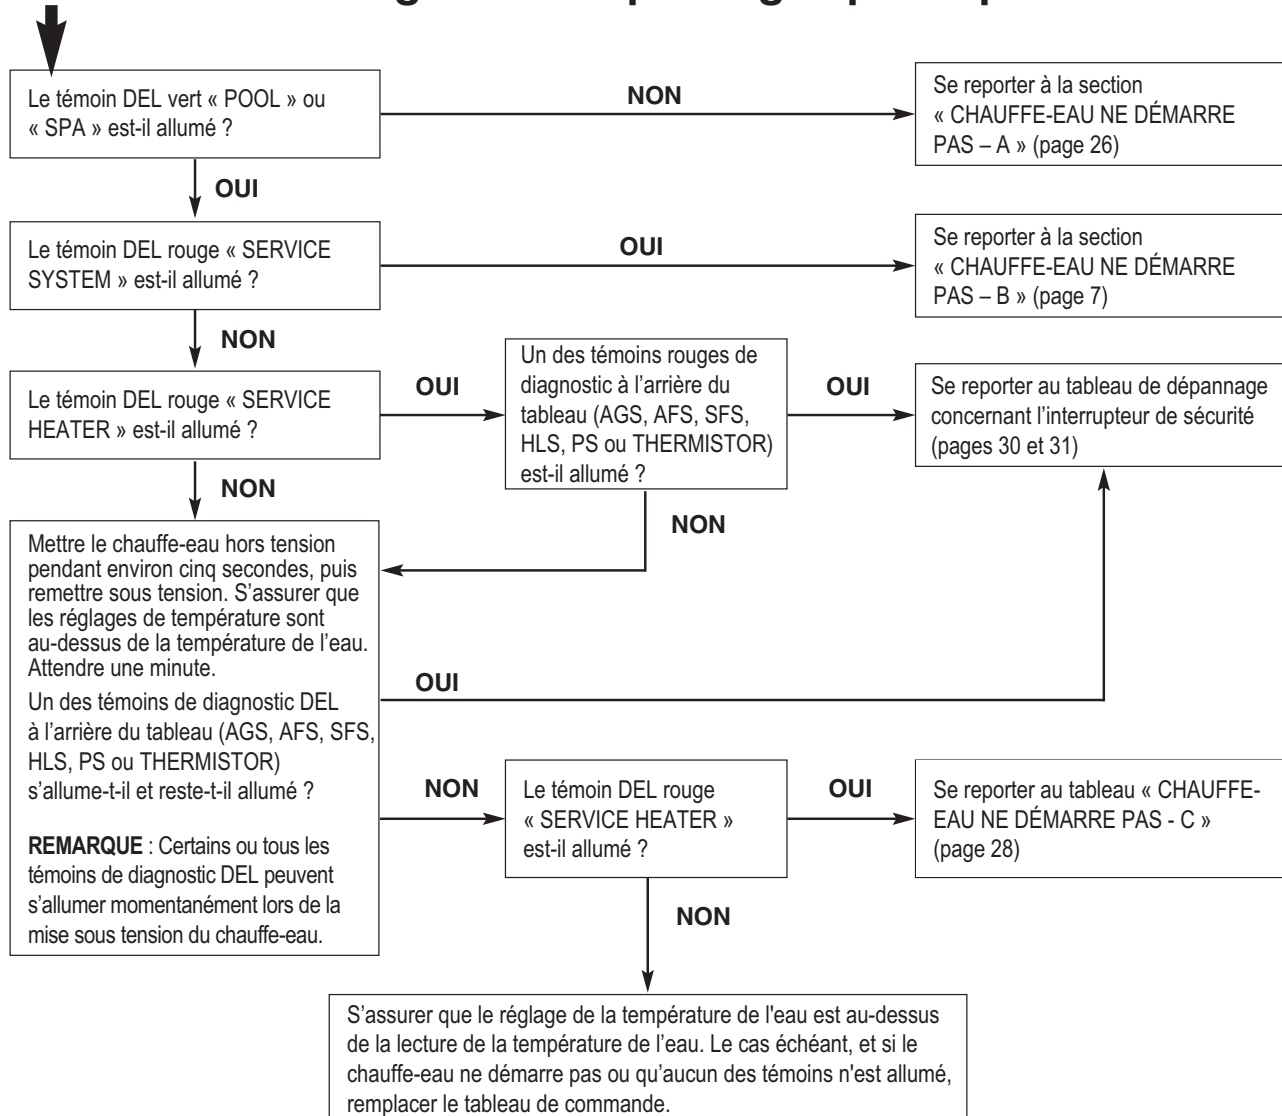 Le témoin DEL vert « POOL » ou
« SPA » est-il allumé ?
NON
Se reporter à la section
« CHAUFFE-EAU NE DÉMARRE
PAS – A » (page 26)
OUI
Le témoin DEL rouge « SERVICE
SYSTEM » est-il allumé ?
OUI
Se reporter à la section
« CHAUFFE-EAU NE DÉMARRE
PAS – B » (page 7)
NON
Le témoin DEL rouge « SERVICE
HEATER » est-il allumé ?
OUI
Un des témoins rouges de
diagnostic à l’arrière du
tableau (AGS, AFS, SFS,
HLS, PS ou THERMISTOR)
est-il allumé ?
OUI
Se reporter au tableau de dépannage
concernant l’interrupteur de sécurité
(pages 30 et 31)
NON
NON
Mettre le chauffe-eau hors tension
pendant environ cinq secondes, puis
remettre sous tension. S’assurer que
les réglages de température sont
au-dessus de la température de l’eau.
Attendre une minute.
Un des témoins de diagnostic DEL
à l’arrière du tableau (AGS, AFS, SFS,
HLS, PS ou THERMISTOR)
s’allume-t-il et reste-t-il allumé ?
REMARQUE : Certains ou tous les
témoins de diagnostic DEL peuvent
s’allumer momentanément lors de la
mise sous tension du chauffe-eau.
OUI
NON
Le témoin DEL rouge
« SERVICE HEATER »
est-il allumé ?
OUI
Se reporter au tableau « CHAUFFE-
EAU NE DÉMARRE PAS - C »
(page 28)
NON
S’assurer que le réglage de la température de l'eau est au-dessus
de la lecture de la température de l’eau. Le cas échéant, et si le
chauffe-eau ne démarre pas ou qu’aucun des témoins n'est allumé,
remplacer le tableau de commande.